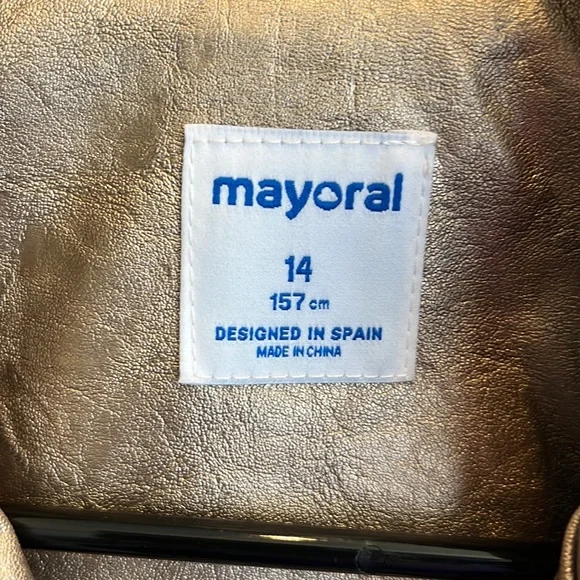 mayoral
14
157 cm
DESIGNED IN SPAIN
MADE IN CHINA